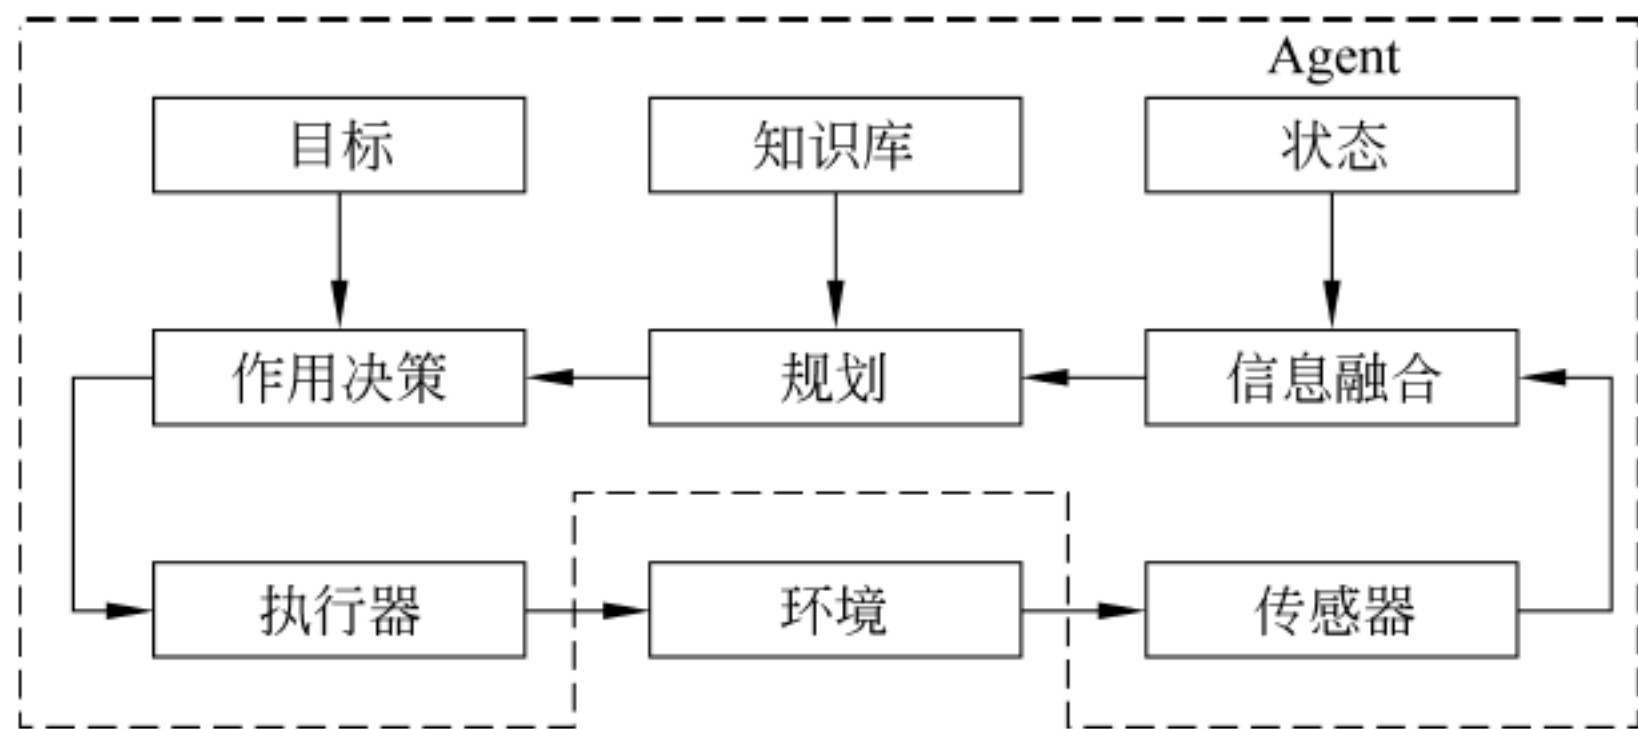 Agent
目标
知识库
状态
作用决策
规划
信息融合
执行器
环境
传感器